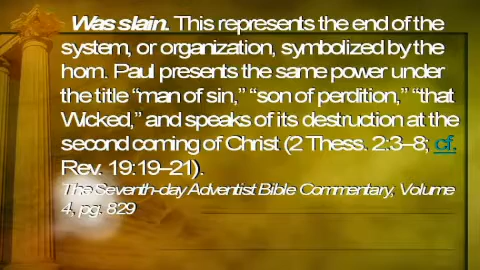 Was slain. This represents the end of the
system, or organization, symbolized by the
horn. Paul presents the same power under
the title “man of sin,” “son of perdition,” “that
Wicked,” and speaks of its destruction at the
second coming of Christ (2 Thess. 2:3–8; cf.
Rev. 19:19–21).
The Seventh-day Adventist Bible Commentary, Volume
4, pg. 829